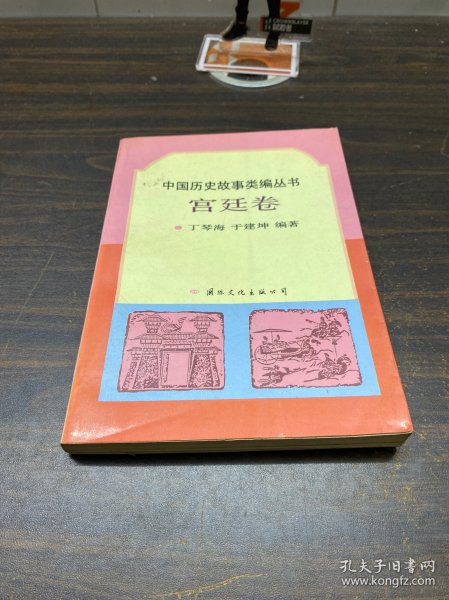 CROWNSLAYER
中国历史故事类编丛书
宫廷卷
丁琴海 于建坤 编著
国际文化出版公司
孔夫子旧书网
www.kongfz.com